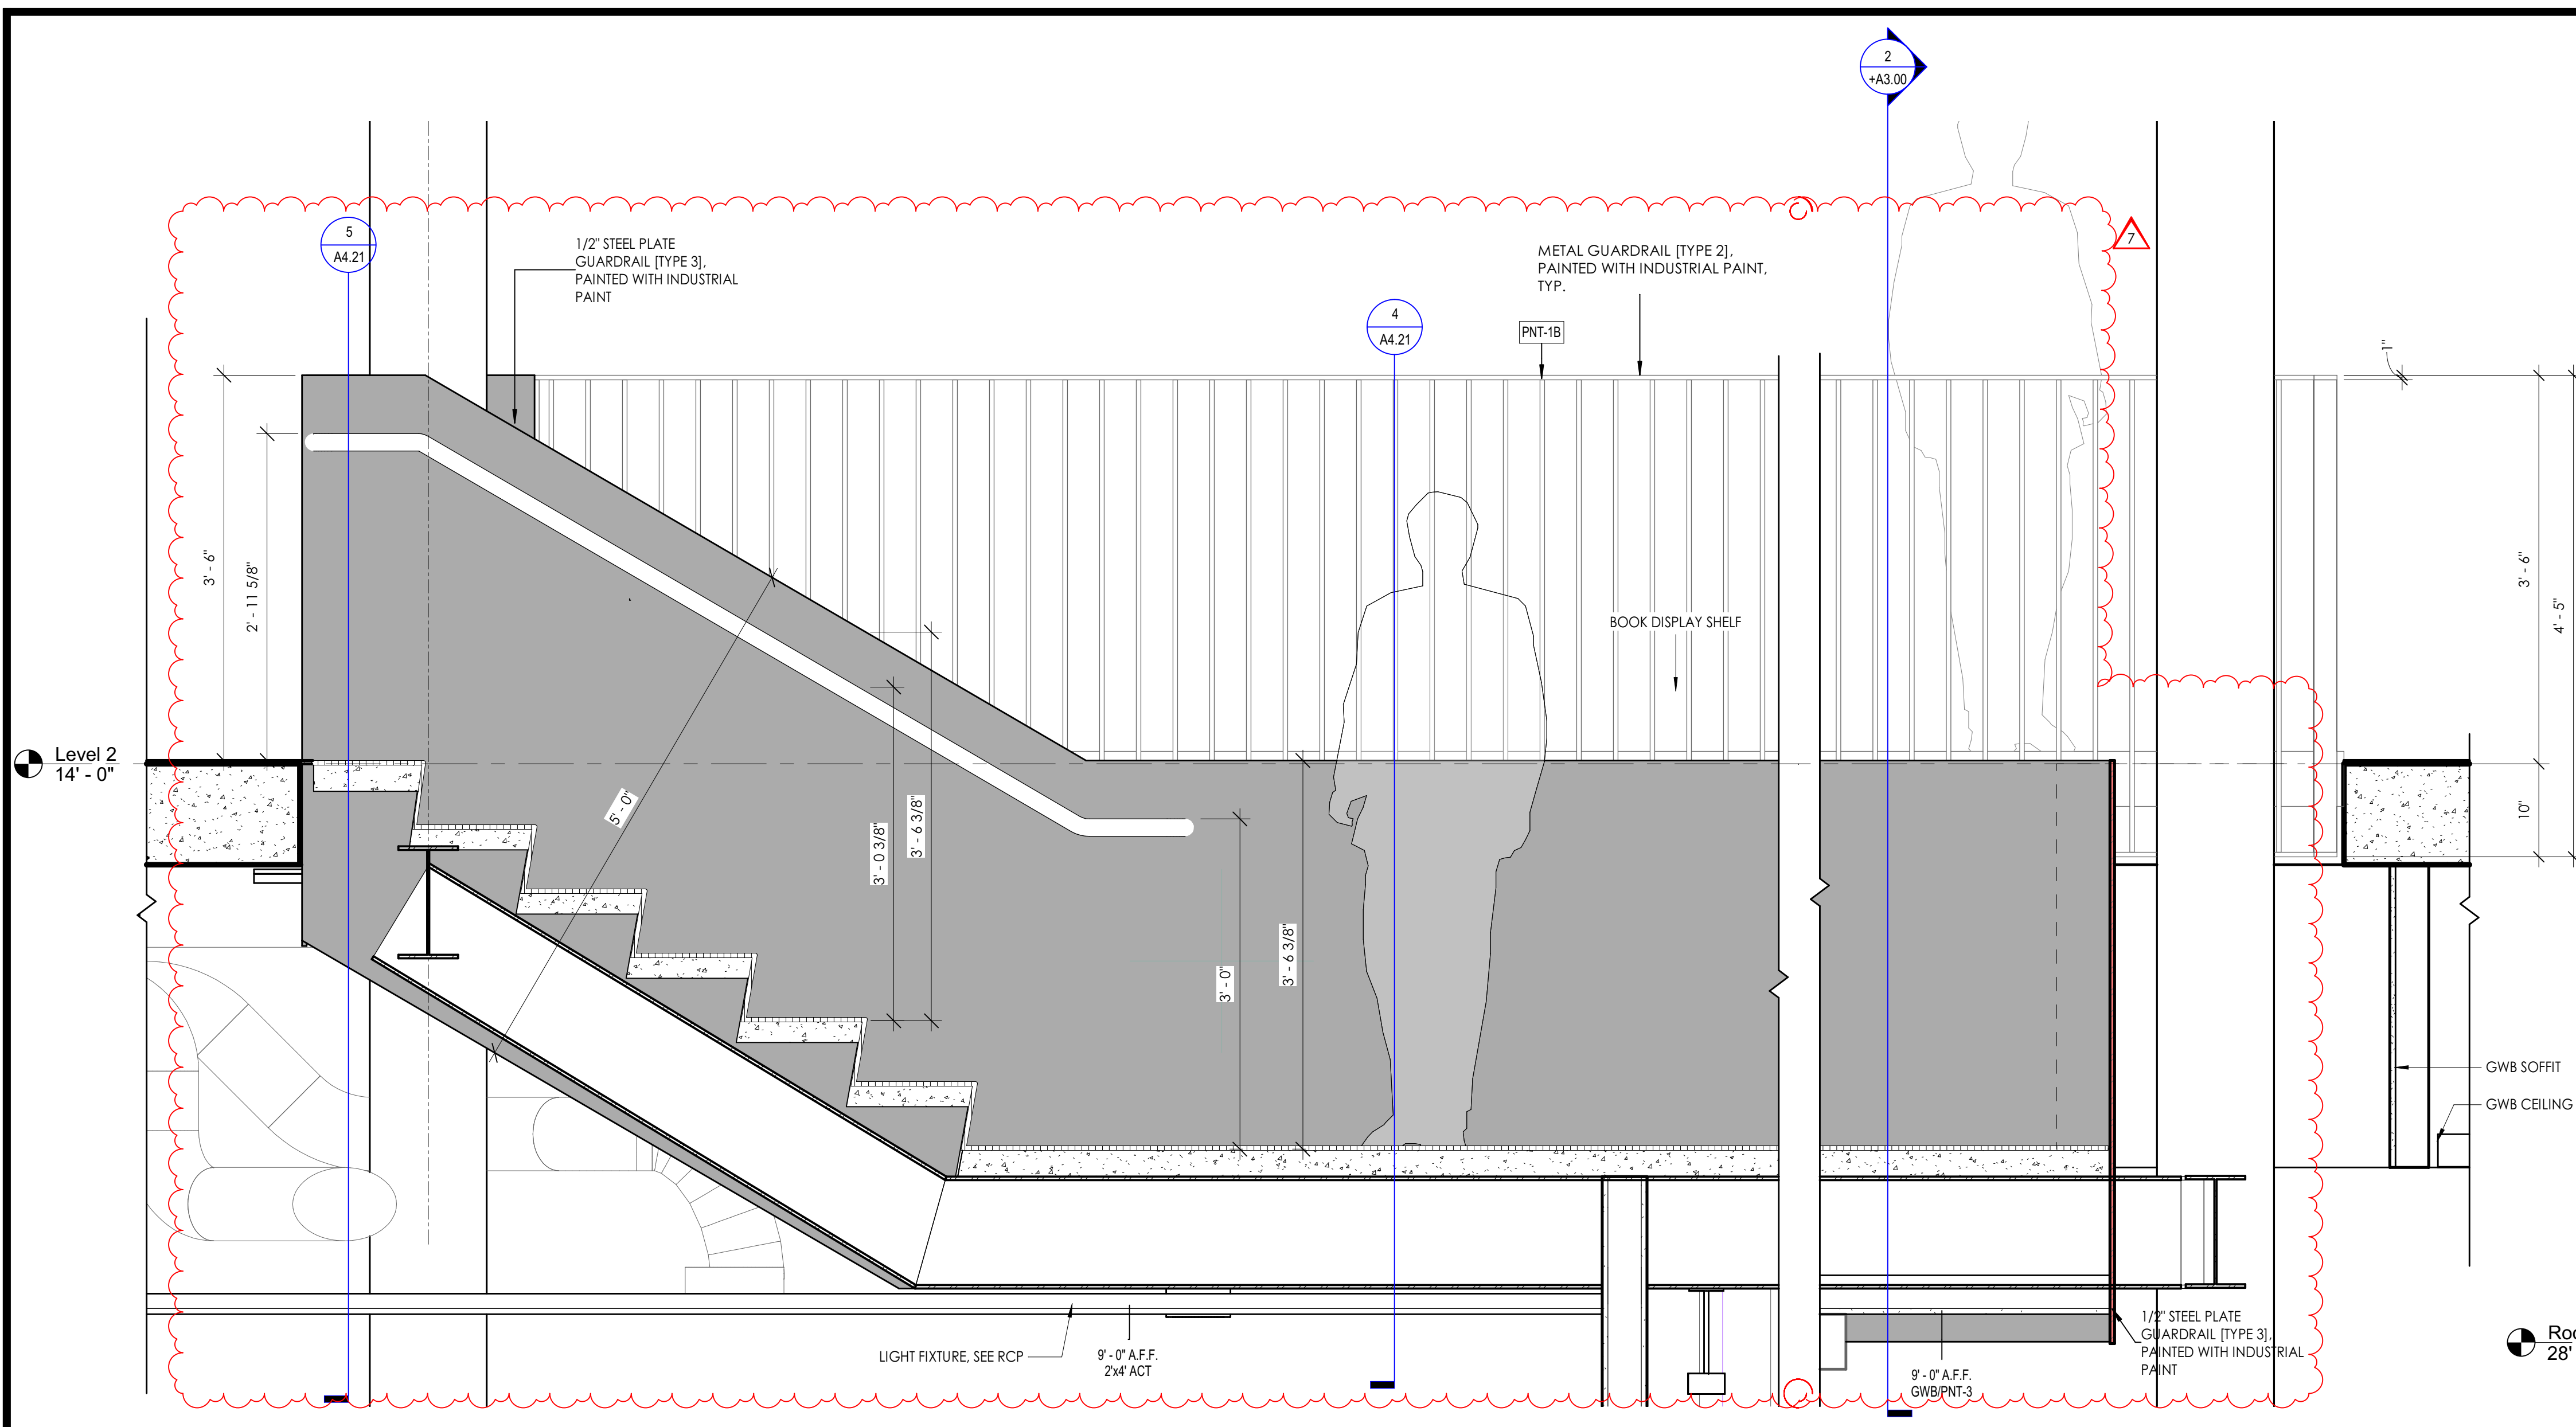 2
+A3.00
5
A4.21
1/2" STEEL PLATE
GUARDRAIL [TYPE 3],
PAINTED WITH INDUSTRIAL
PAINT
METAL GUARDRAIL [TYPE 2],
PAINTED WITH INDUSTRIAL PAINT,
TYP.
7
4
A4.21
PNT-1B
1"
3' - 6"
2' - 11 5/8"
3' - 6"
4' - 5"
BOOK DISPLAY SHELF
Level 2
14' - 0"
5' - 0"
3' - 0 3/8"
3' - 6 3/8"
3' - 0"
3' - 6 3/8"
10"
GWB SOFFIT
GWB CEILING
LIGHT FIXTURE, SEE RCP
9' - 0" A.F.F.
2'x4' ACT
1/2" STEEL PLATE
GUARDRAIL [TYPE 3],
PAINTED WITH INDUSTRIAL
PAINT
9' - 0" A.F.F.
GWB/PNT-3
28'